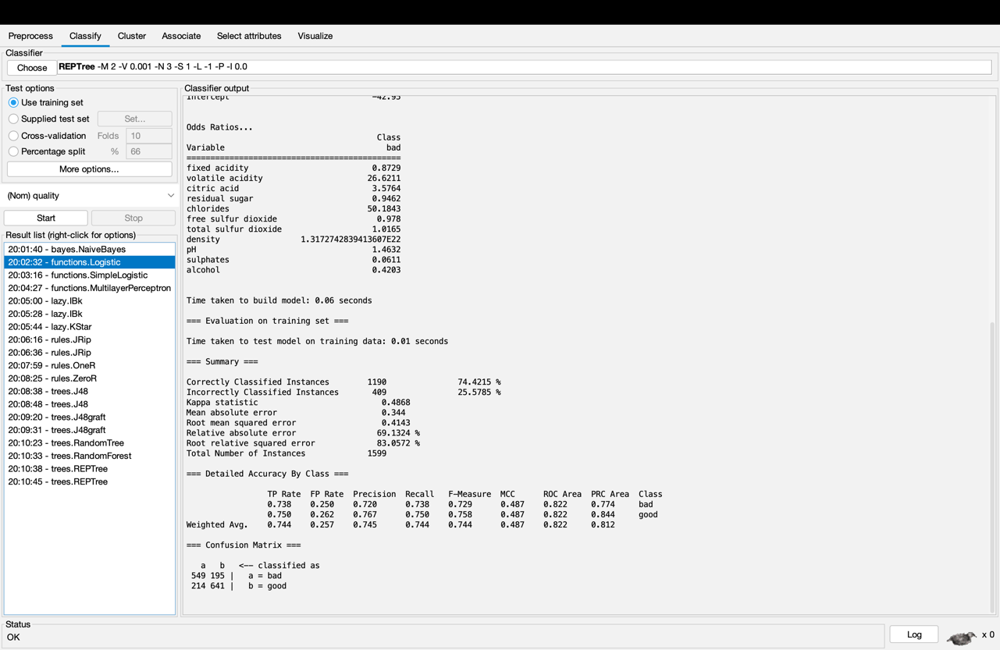 Preprocess Classify Cluster Associate Select attributes Visualize
Classifier
Choose REPTree -M 2 -V 0.001 -N 3 -S 1 -L -1 -P -I 0.0
Test options
Use training set
Supplied test set Set...
Cross-validation Folds 10
Percentage split % 66
More options...
(Nom) quality
Start Stop
Result list (right-click for options)
20:01:40 - bayes.NaiveBayes
20:02:32 - functions.Logistic
20:03:16 - functions.SimpleLogistic
20:04:27 - functions.MultilayerPerceptron
20:05:00 - lazy.IBk
20:05:28 - lazy.IBk
20:05:44 - lazy.KStar
20:06:16 - rules.JRip
20:06:36 - rules.JRip
20:07:59 - rules.OneR
20:08:25 - rules.ZeroR
20:08:38 - trees.J48
20:08:48 - trees.J48
20:09:20 - trees.J48graft
20:09:31 - trees.J48graft
20:10:23 - trees.RandomTree
20:10:33 - trees.RandomForest
20:10:38 - trees.REPTree
20:10:45 - trees.REPTree
Classifier output
Intercept -42.95
Odds Ratios...
Class
Variable bad
============================================
fixed acidity 0.8729
volatile acidity 26.6211
citric acid 3.5764
residual sugar 0.9462
chlorides 50.1843
free sulfur dioxide 0.978
total sulfur dioxide 1.0165
density 1.3172742839413607E22
pH 1.4632
sulphates 0.0611
alcohol 0.4203
Time taken to build model: 0.06 seconds
=== Evaluation on training set ===
Time taken to test model on training data: 0.01 seconds
=== Summary ===
Correctly Classified Instances 1190 74.4215 %
Incorrectly Classified Instances 409 25.5785 %
Kappa statistic 0.4868
Mean absolute error 0.344
Root mean squared error 0.4143
Relative absolute error 69.1324 %
Root relative squared error 83.0572 %
Total Number of Instances 1599
=== Detailed Accuracy By Class ===
TP Rate FP Rate Precision Recall F-Measure MCC ROC Area PRC Area Class
0.738 0.250 0.720 0.738 0.729 0.487 0.822 0.774 bad
0.750 0.262 0.767 0.750 0.758 0.487 0.822 0.844 good
Weighted Avg. 0.744 0.257 0.745 0.744 0.744 0.487 0.822 0.812
=== Confusion Matrix ===
a b <-- classified as
549 195 | a = bad
214 641 | b = good
Status
OK
Log x 0